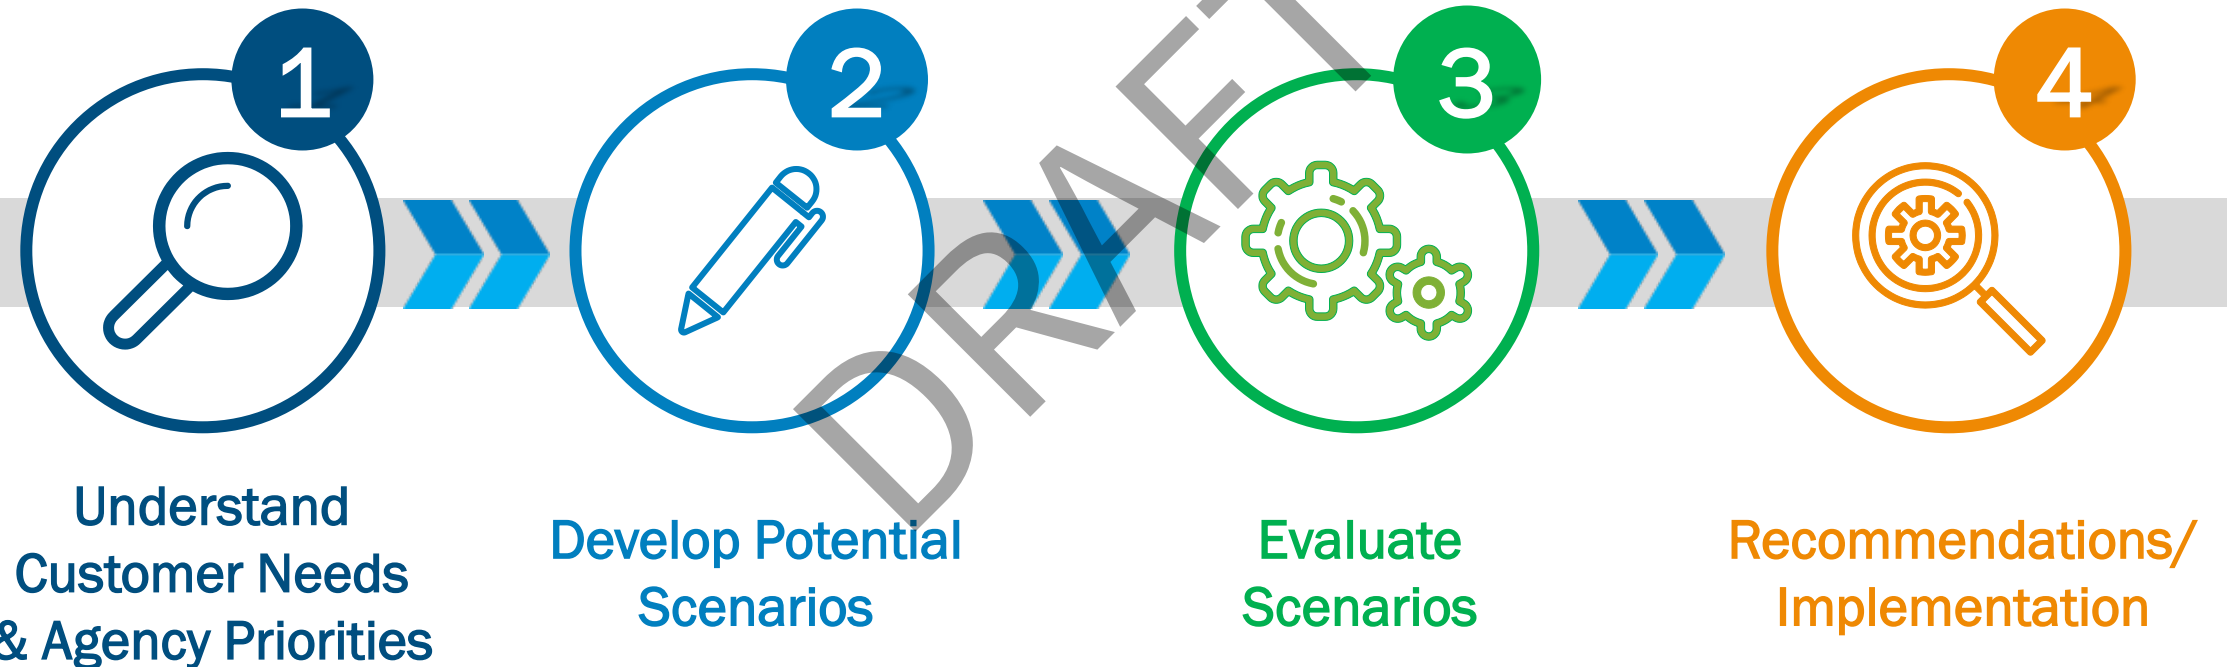 1
2
3
4
DRAFT
Understand
Customer Needs
& Agency Priorities
Develop Potential
Scenarios
Evaluate
Scenarios
Recommendations/
Implementation